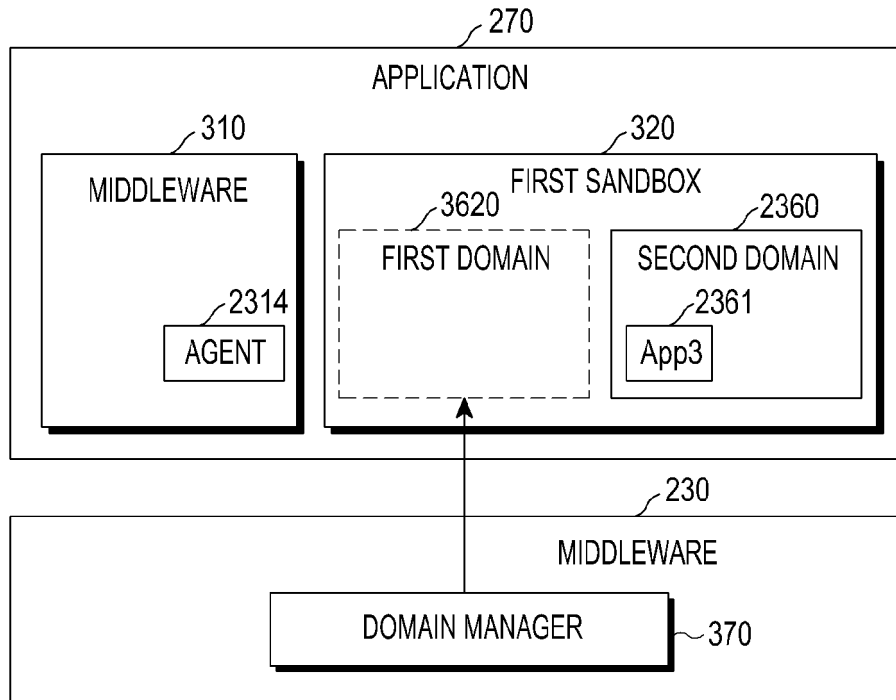 270
APPLICATION
310
320
MIDDLEWARE
FIRST SANDBOX
3620
2360
FIRST DOMAIN
SECOND DOMAIN
2314
2361
AGENT
App3
230
MIDDLEWARE
DOMAIN MANAGER
370